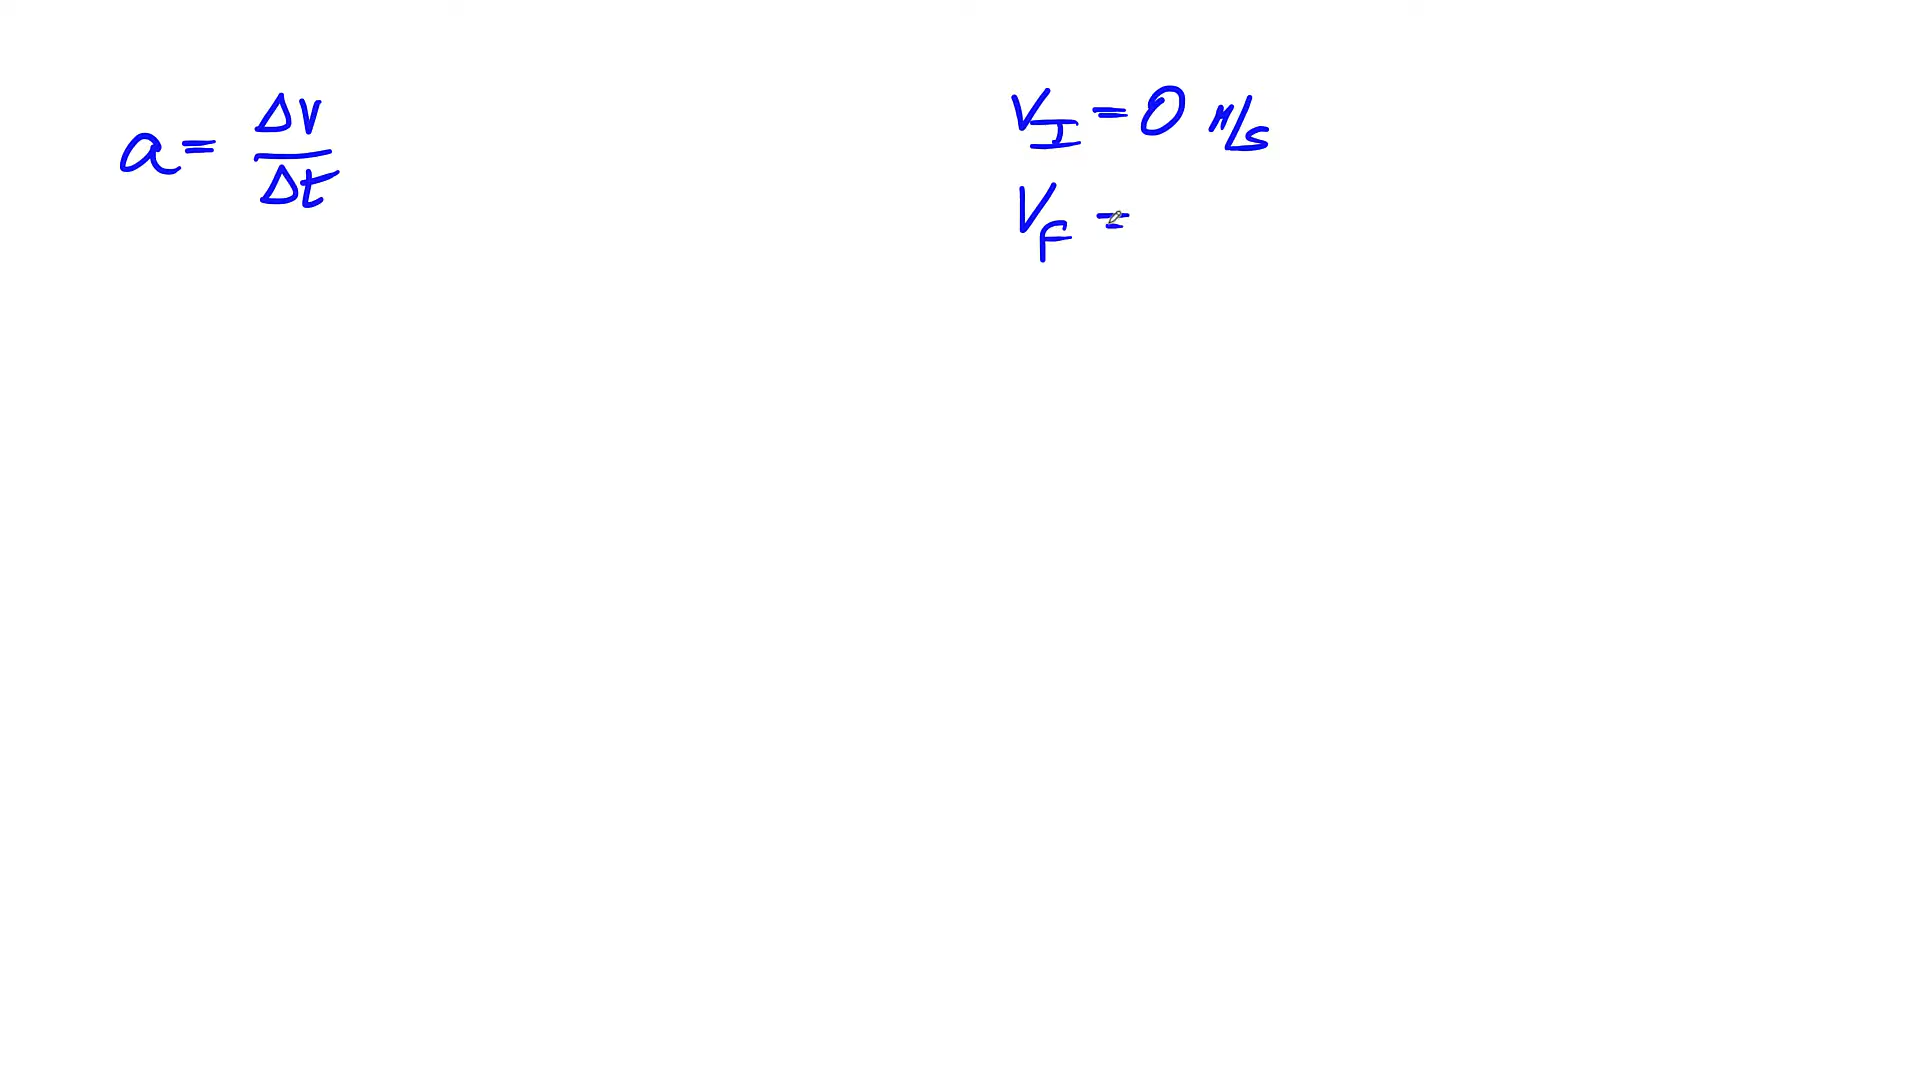 a = Δv/Δt
V_I = 0 m/s
V_F =